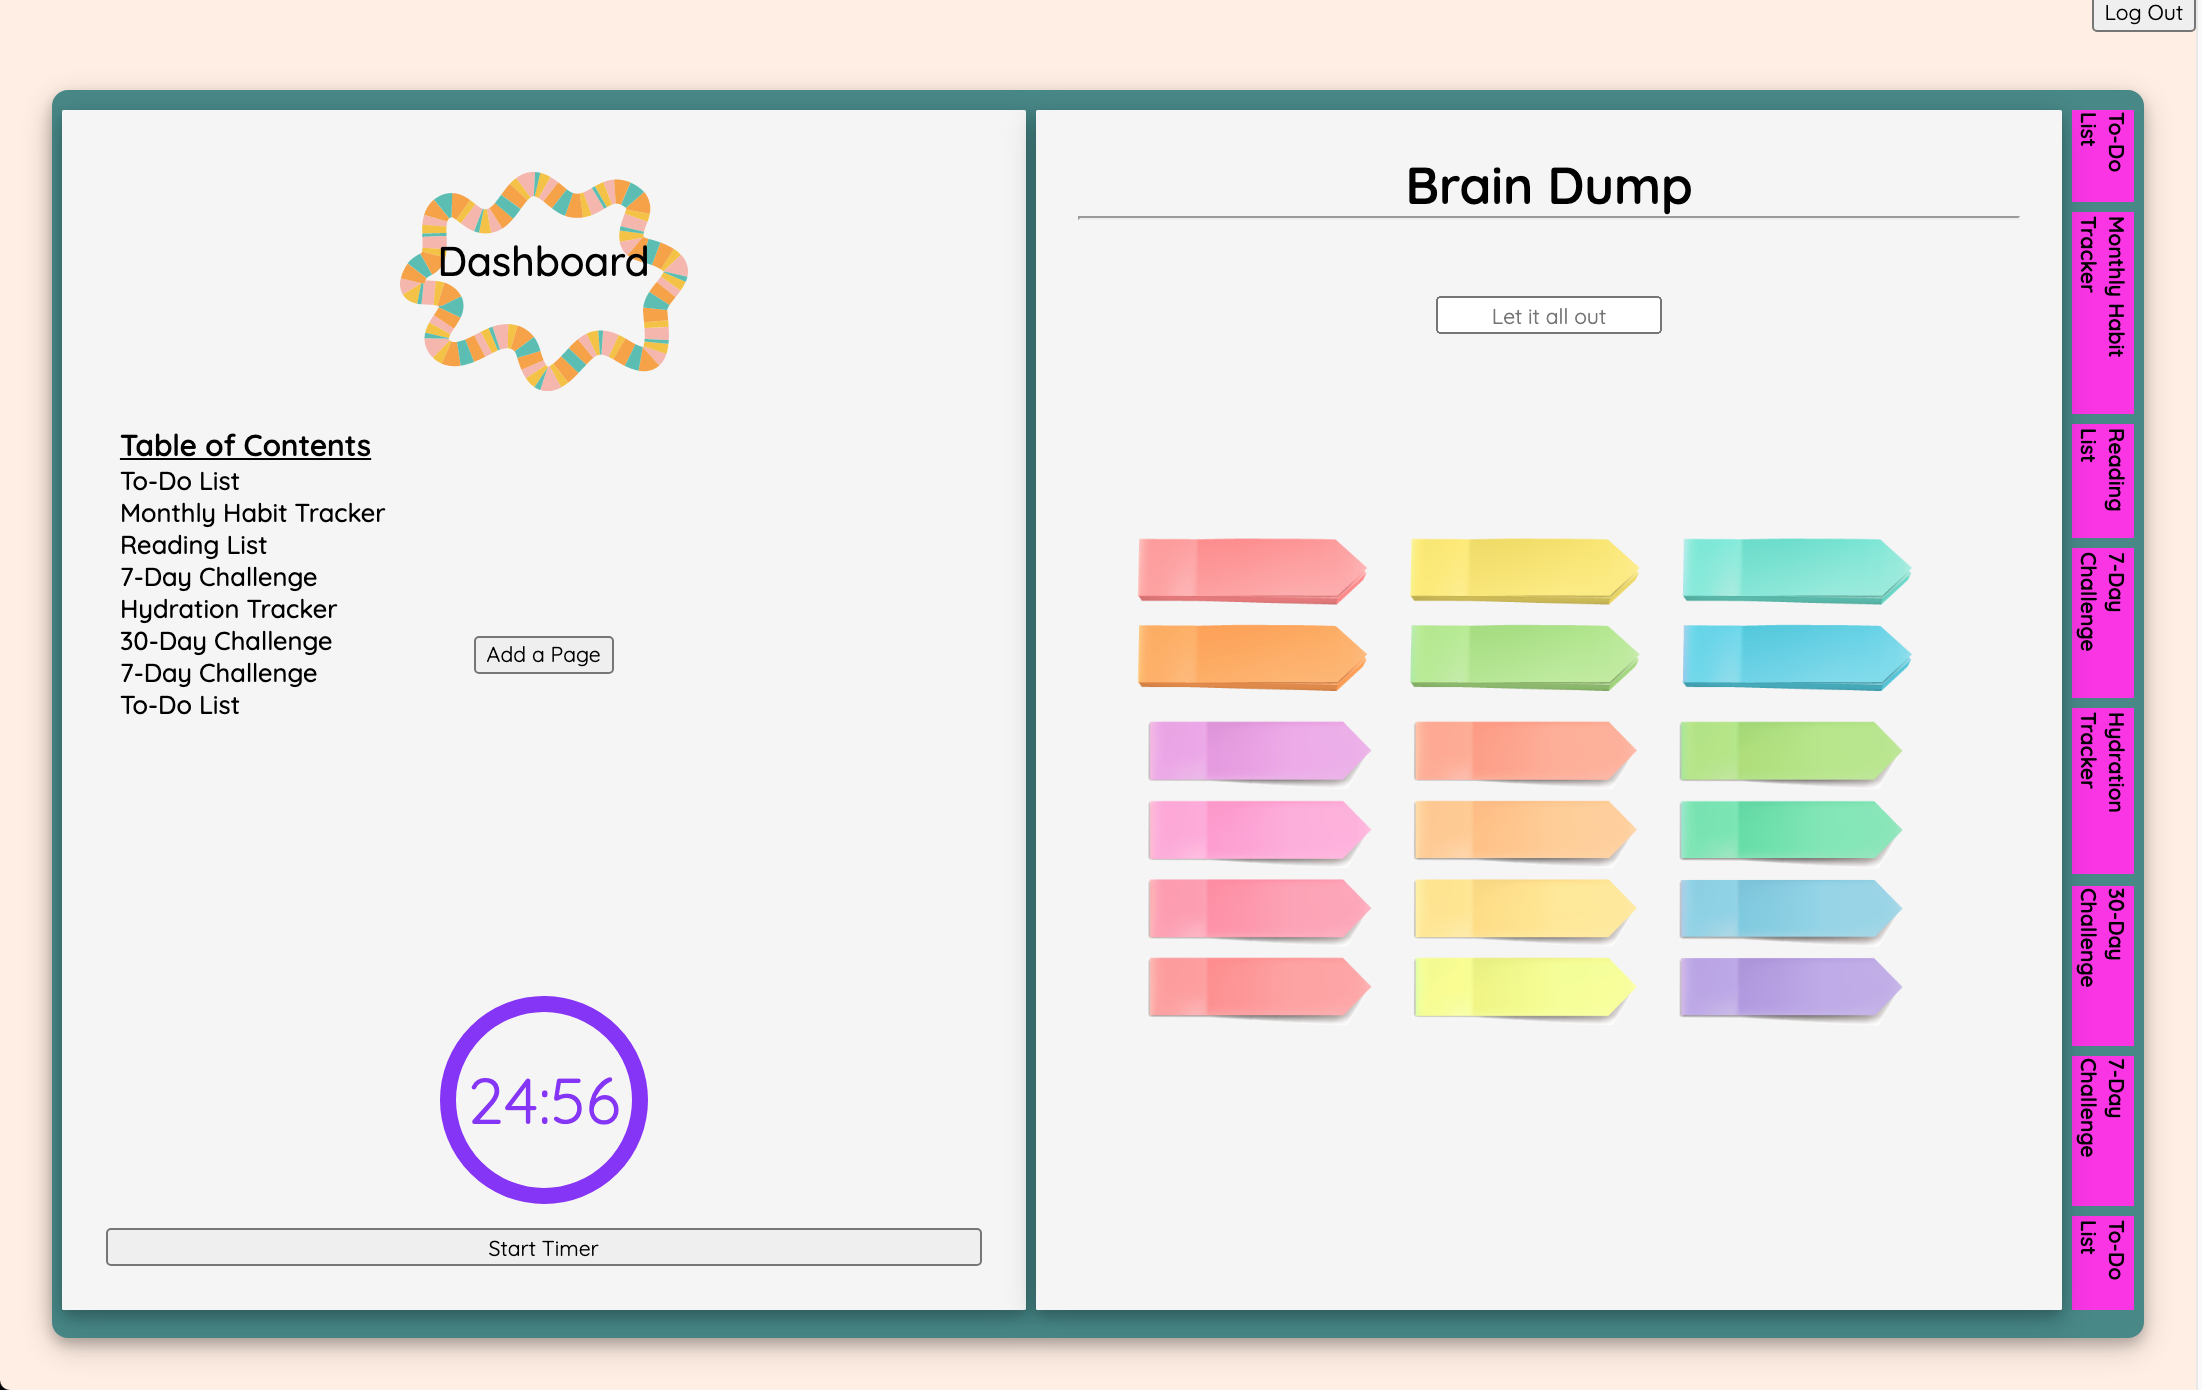 Log Out
Dashboard
Table of Contents
To-Do List
Monthly Habit Tracker
Reading List
7-Day Challenge
Hydration Tracker
30-Day Challenge
7-Day Challenge
To-Do List
Add a Page
24:56
Start Timer
Brain Dump
Let it all out
To-Do
List
Monthly Habit
Tracker
Reading
List
7-Day
Challenge
Hydration
Tracker
30-Day
Challenge
7-Day
Challenge
To-Do
List